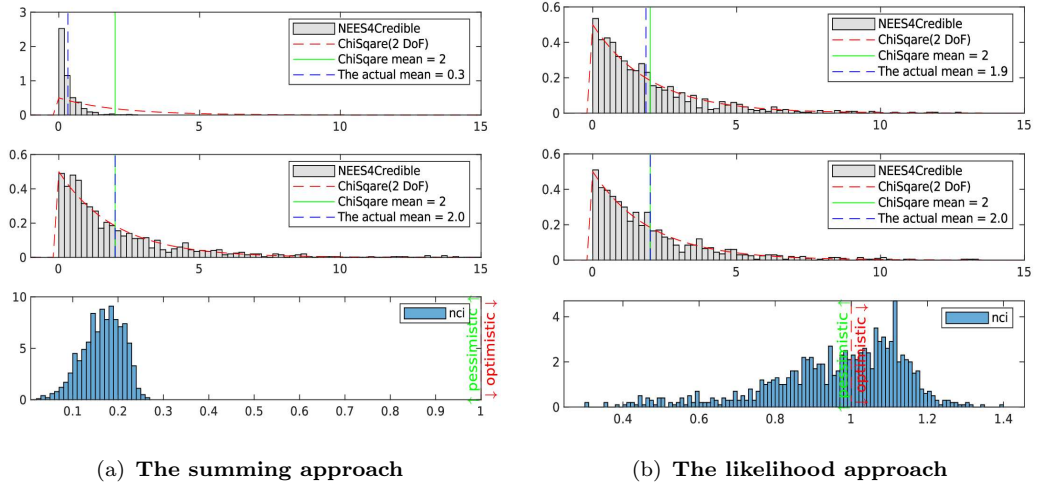 3
2
1
0
0
5
10
15
NEES4Credible
ChiSqare(2 DoF)
ChiSqare mean = 2
The actual mean = 0.3
0.6
0.4
0.2
0
0
5
10
15
NEES4Credible
ChiSqare(2 DoF)
ChiSqare mean = 2
The actual mean = 2.0
10
5
0
0.1
0.2
0.3
0.4
0.5
0.6
0.7
0.8
0.9
1
nci
← pessimistic →
← optimistic →
(a) The summing approach
0.6
0.4
0.2
0
0
5
10
15
NEES4Credible
ChiSqare(2 DoF)
ChiSqare mean = 2
The actual mean = 1.9
0.6
0.4
0.2
0
0
5
10
15
NEES4Credible
ChiSqare(2 DoF)
ChiSqare mean = 2
The actual mean = 2.0
4
2
0
0.4
0.6
0.8
1
1.2
1.4
nci
← pessimistic →
← optimistic →
(b) The likelihood approach